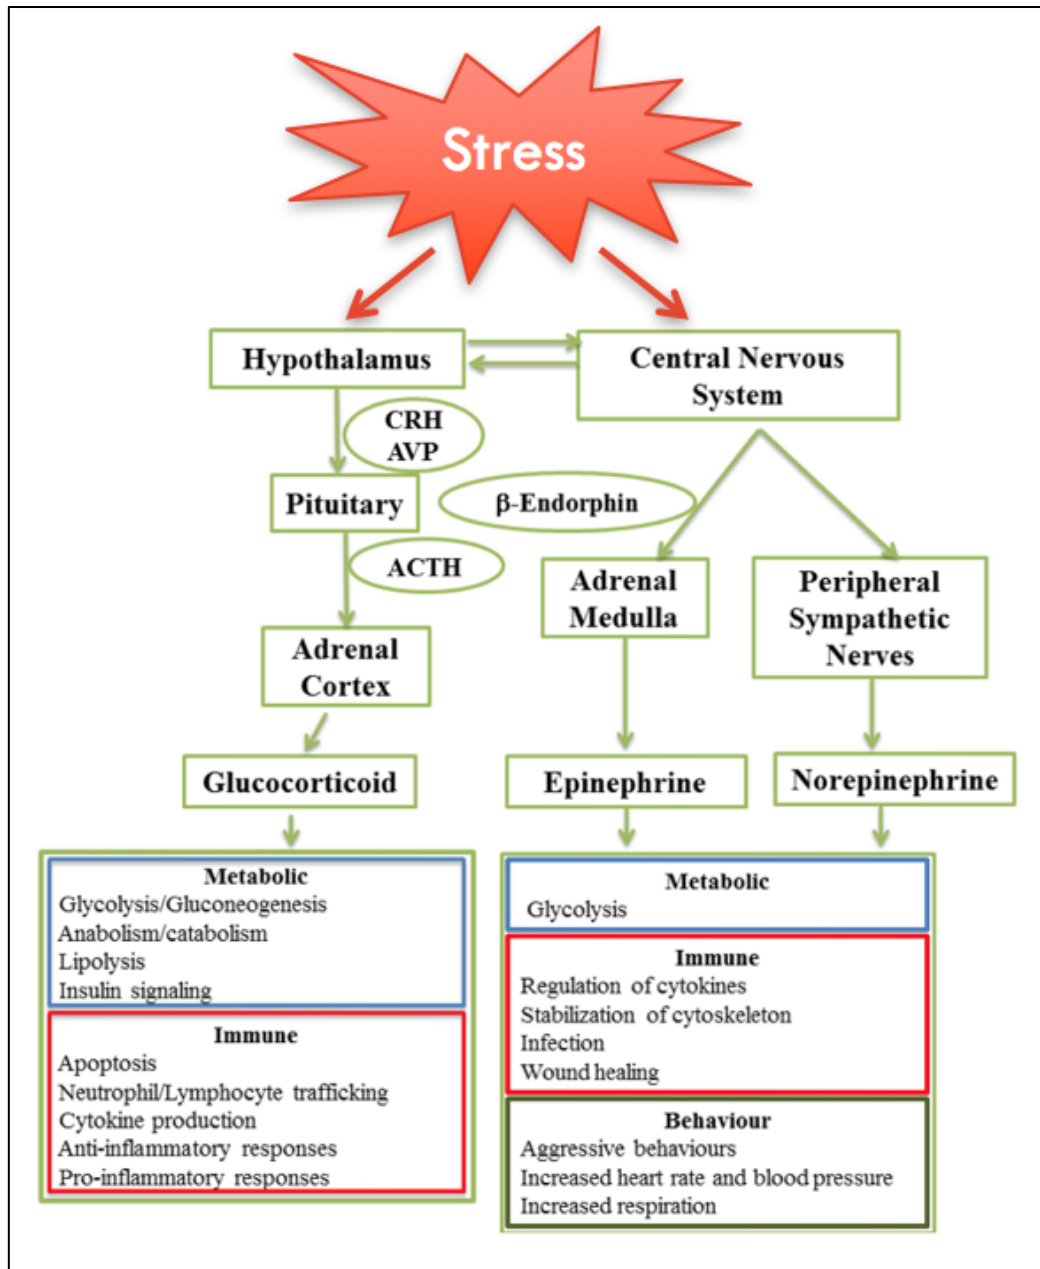 Stress
Hypothalamus
Central Nervous
System
CRH
AVP
Pituitary
β-Endorphin
ACTH
Adrenal
Medulla
Peripheral
Sympathetic
Nerves
Adrenal
Cortex
Glucocorticoid
Epinephrine
Norepinephrine
Metabolic
Glycolysis/Gluconeogenesis
Anabolism/catabolism
Lipolysis
Insulin signaling
Immune
Apoptosis
Neutrophil/Lymphocyte trafficking
Cytokine production
Anti-inflammatory responses
Pro-inflammatory responses
Metabolic
Glycolysis
Immune
Regulation of cytokines
Stabilization of cytoskeleton
Infection
Wound healing
Behaviour
Aggressive behaviours
Increased heart rate and blood pressure
Increased respiration